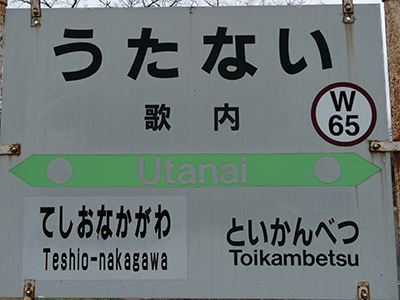 うたない
歌内
W
65
Utanai
てしおなかがわ
Teshio-nakagawa
といかんべつ
Toikambetsu